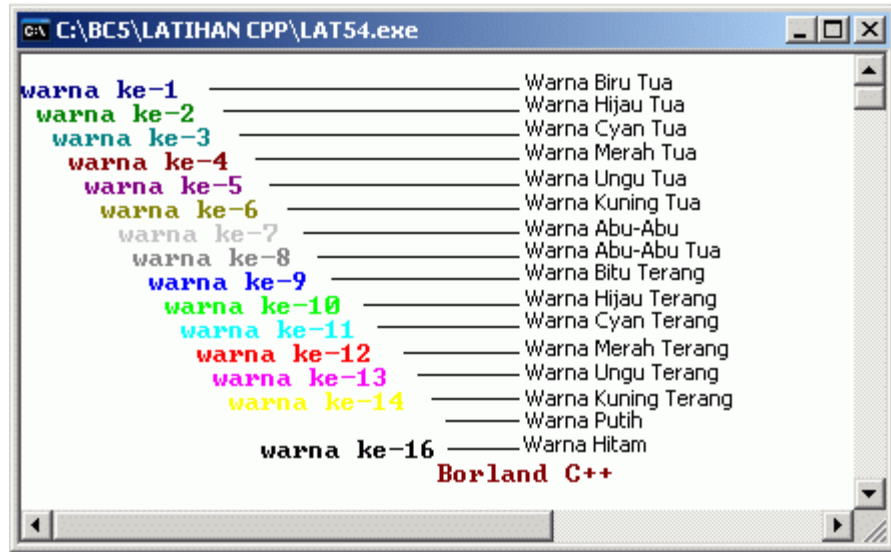 C:\BC5\LATIHAN CPP\LAT54.exe
warna ke-1 Warna Biru Tua
warna ke-2 Warna Hijau Tua
warna ke-3 Warna Cyan Tua
warna ke-4 Warna Merah Tua
warna ke-5 Warna Ungu Tua
warna ke-6 Warna Kuning Tua
warna ke-7 Warna Abu-Abu
warna ke-8 Warna Abu-Abu Tua
warna ke-9 Warna Bitu Terang
warna ke-10 Warna Hijau Terang
warna ke-11 Warna Cyan Terang
warna ke-12 Warna Merah Terang
warna ke-13 Warna Ungu Terang
warna ke-14 Warna Kuning Terang
Warna Putih
warna ke-16 Warna Hitam
Borland C++